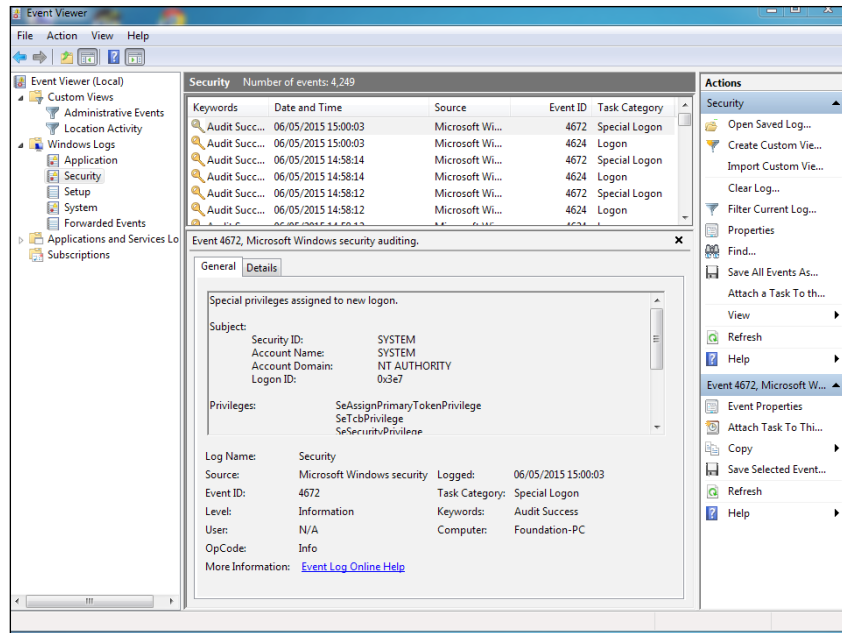 Event Viewer
File Action View Help
Event Viewer (Local)
Custom Views
Administrative Events
Location Activity
Windows Logs
Application
Security
Setup
System
Forwarded Events
Applications and Services Lo
Subscriptions
Security Number of events: 4,249
Keywords Date and Time Source Event ID Task Category
Audit Succ... 06/05/2015 15:00:03 Microsoft Wi... 4672 Special Logon
Audit Succ... 06/05/2015 15:00:03 Microsoft Wi... 4624 Logon
Audit Succ... 06/05/2015 14:58:14 Microsoft Wi... 4672 Special Logon
Audit Succ... 06/05/2015 14:58:14 Microsoft Wi... 4624 Logon
Audit Succ... 06/05/2015 14:58:12 Microsoft Wi... 4672 Special Logon
Audit Succ... 06/05/2015 14:58:12 Microsoft Wi... 4624 Logon
Event 4672, Microsoft Windows security auditing.
General Details
Special privileges assigned to new logon.
Subject:
Security ID: SYSTEM
Account Name: SYSTEM
Account Domain: NT AUTHORITY
Logon ID: 0x3e7
Privileges: SeAssignPrimaryTokenPrivilege
SeTcbPrivilege
SeSecurityPrivilege
Log Name: Security
Source: Microsoft Windows security Logged: 06/05/2015 15:00:03
Event ID: 4672 Task Category: Special Logon
Level: Information Keywords: Audit Success
User: N/A Computer: Foundation-PC
OpCode: Info
More Information: Event Log Online Help
Actions
Security
Open Saved Log...
Create Custom Vie...
Import Custom Vie...
Clear Log...
Filter Current Log...
Properties
Find...
Save All Events As...
Attach a Task To th...
View
Refresh
Help
Event 4672, Microsoft W...
Event Properties
Attach Task To Thi...
Copy
Save Selected Event...
Refresh
Help